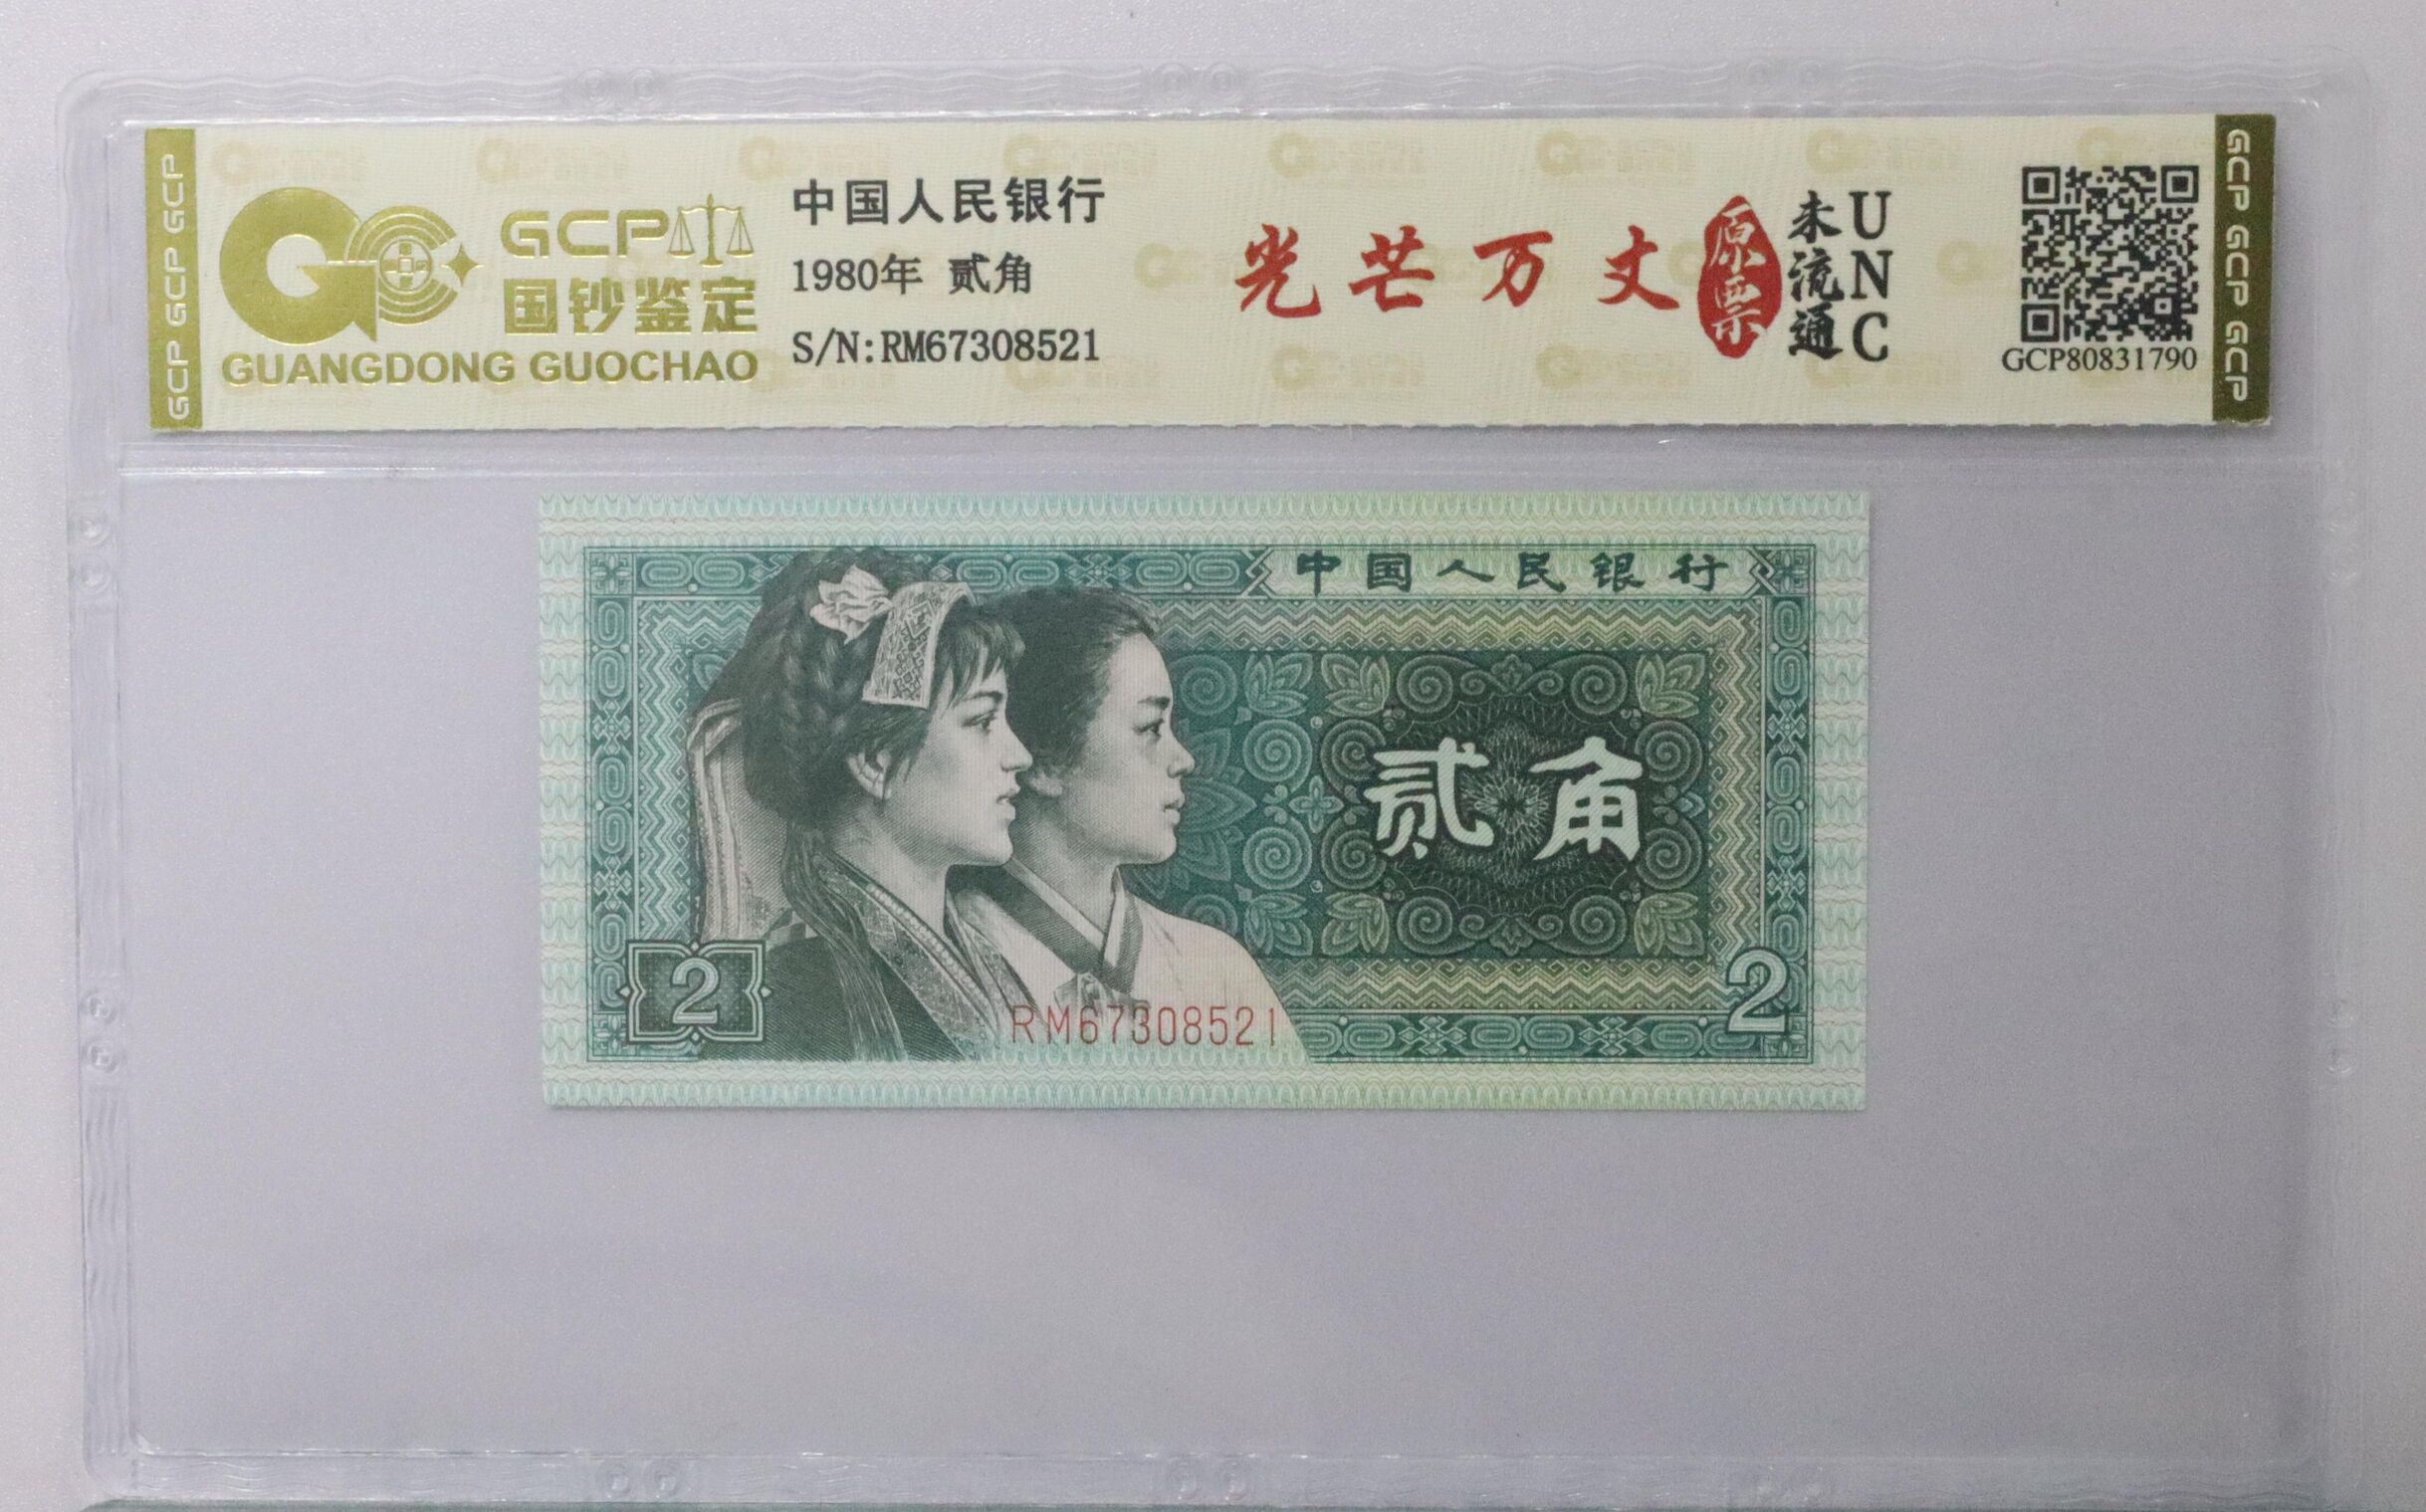 GCP GCP GCP
GCP
国钞鉴定
GUANGDONG GUOCHAO
中国人民银行
1980年 贰角
S/N:RM67308521
光芒万丈
原票
未流通
UNC
GCP80831790
GCP GCP GCP
中国人民银行
贰角
2
RM67308521
2